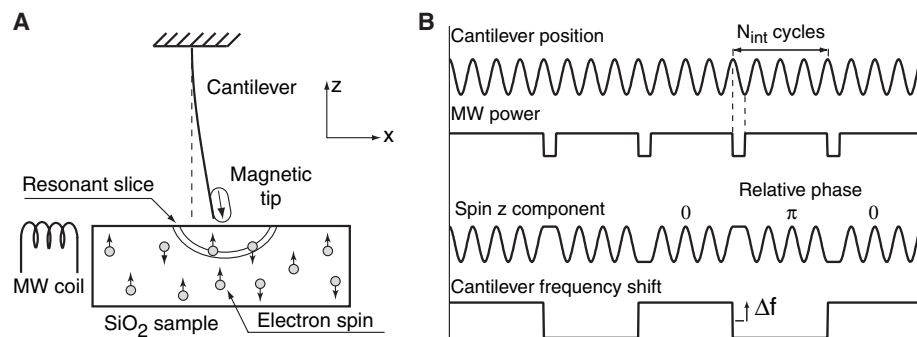 A
Cantilever
z
x
Magnetic
tip
Resonant slice
MW coil
SiO₂ sample
Electron spin
B
N_int cycles
Cantilever position
MW power
Relative phase
Spin z component
0
π
0
Cantilever frequency shift
Δf